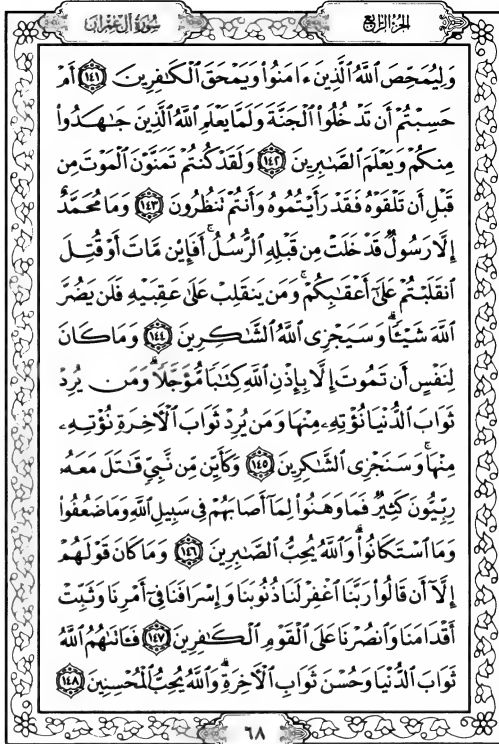 سُورَةُ آلِ عِمْرَانَ
الجُزْءُ الرَّابِعُ
وَلِيُمَحِّصَ ٱللَّهُ ٱلَّذِينَ ءَامَنُوا۟ وَيَمْحَقَ ٱلْكَـٰفِرِينَ ١٤١ أَمْ
حَسِبْتُمْ أَن تَدْخُلُوا۟ ٱلْجَنَّةَ وَلَمَّا يَعْلَمِ ٱللَّهُ ٱلَّذِينَ جَـٰهَدُوا۟
مِنكُمْ وَيَعْلَمَ ٱلصَّـٰبِرِينَ ١٤٢ وَلَقَدْ كُنتُمْ تَمَنَّوْنَ ٱلْمَوْتَ مِن
قَبْلِ أَن تَلْقَوْهُ فَقَدْ رَأَيْتُمُوهُ وَأَنتُمْ تَنظُرُونَ ١٤٣ وَمَا مُحَمَّدٌ
إِلَّا رَسُولٌ قَدْ خَلَتْ مِن قَبْلِهِ ٱلرُّسُلُ ۚ أَفَإِي۟ن مَّاتَ أَوْ قُتِلَ
ٱنقَلَبْتُمْ عَلَىٰٓ أَعْقَـٰبِكُمْ ۚ وَمَن يَنقَلِبْ عَلَىٰ عَقِبَيْهِ فَلَن يَضُرَّ
ٱللَّهَ شَيْـًٔا ۗ وَسَيَجْزِى ٱللَّهُ ٱلشَّـٰكِرِينَ ١٤٤ وَمَا كَانَ
لِنَفْسٍ أَن تَمُوتَ إِلَّا بِإِذْنِ ٱللَّهِ كِتَـٰبًا مُّؤَجَّلًا ۗ وَمَن يُرِدْ
ثَوَابَ ٱلدُّنْيَا نُؤْتِهِۦ مِنْهَا وَمَن يُرِدْ ثَوَابَ ٱلْـَٔاخِرَةِ نُؤْتِهِۦ
مِنْهَا ۚ وَسَنَجْزِى ٱلشَّـٰكِرِينَ ١٤٥ وَكَأَيِّن مِّن نَّبِىٍّ قَـٰتَلَ مَعَهُۥ
رِبِّيُّونَ كَثِيرٌ فَمَا وَهَنُوا۟ لِمَآ أَصَابَهُمْ فِى سَبِيلِ ٱللَّهِ وَمَا ضَعُفُوا۟
وَمَا ٱسْتَكَانُوا۟ ۗ وَٱللَّهُ يُحِبُّ ٱلصَّـٰبِرِينَ ١٤٦ وَمَا كَانَ قَوْلَهُمْ
إِلَّآ أَن قَالُوا۟ رَبَّنَا ٱغْفِرْ لَنَا ذُنُوبَنَا وَإِسْرَافَنَا فِىٓ أَمْرِنَا وَثَبِّتْ
أَقْدَامَنَا وَٱنصُرْنَا عَلَى ٱلْقَوْمِ ٱلْكَـٰفِرِينَ ١٤٧ فَـَٔاتَىٰهُمُ ٱللَّهُ
ثَوَابَ ٱلدُّنْيَا وَحُسْنَ ثَوَابِ ٱلْـَٔاخِرَةِ ۗ وَٱللَّهُ يُحِبُّ ٱلْمُحْسِنِينَ ١٤٨
٦٨